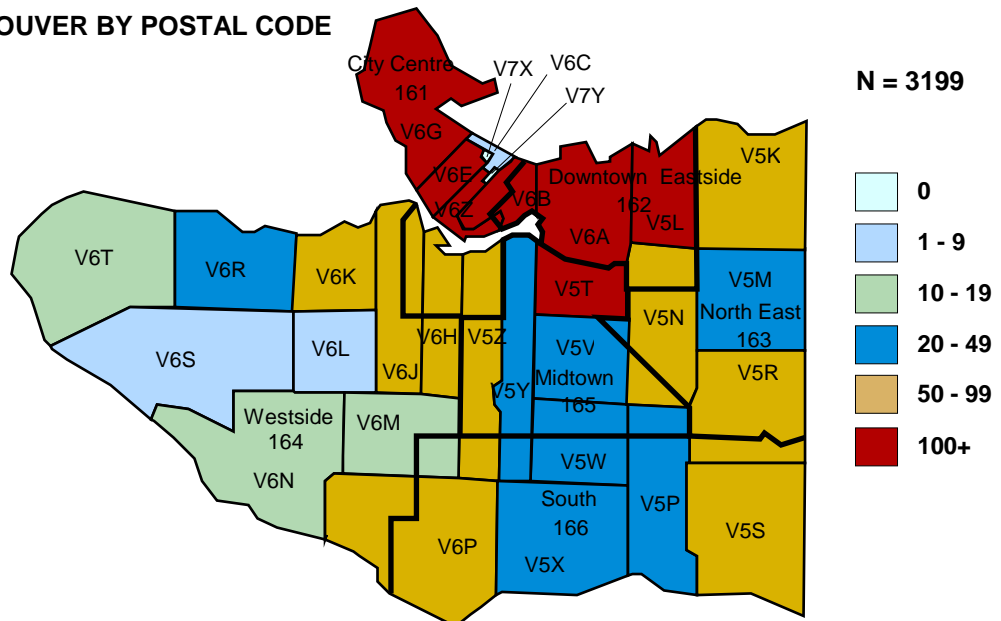 OUVER BY POSTAL CODE
City Centre
161
V7X
V6C
V7Y
N = 3199
V6G
V6E
V6Z
V6B
Downtown Eastside
162
V6A
V5L
V5K
V6T
V6R
V6K
V5T
V5M
North East
163
V6S
V6L
V6J
V6H
V5Z
V5Y
V5V
Midtown
165
V5N
V5R
Westside
164
V6M
V6N
V5W
V5P
South
166
V6P
V5X
V5S
0
1 - 9
10 - 19
20 - 49
50 - 99
100+